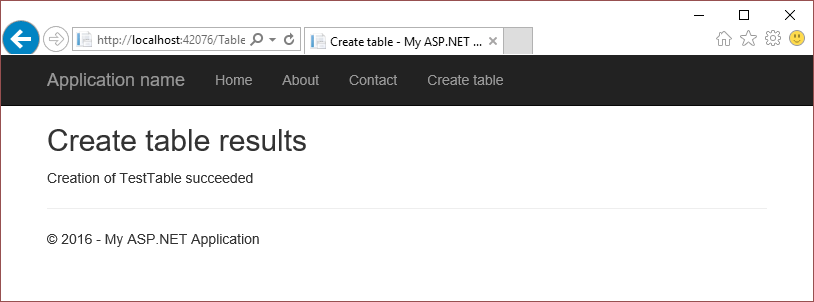 http://localhost:42076/Table
Create table - My ASP.NET ...
Application name Home About Contact Create table
Create table results
Creation of TestTable succeeded
© 2016 - My ASP.NET Application